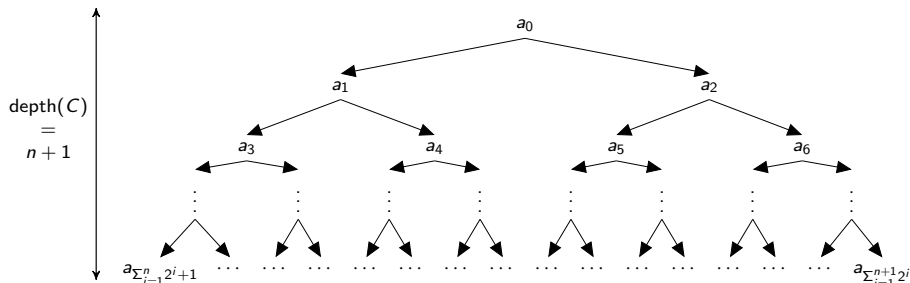 a₀
a₁ a₂
depth(C)
=
n + 1
a₃ a₄ a₅ a₆
⋮ ⋮ ⋮ ⋮ ⋮ ⋮ ⋮ ⋮
a_{Σ_{i=1}^{n} 2^i+1} ⋯ ⋯ ⋯ ⋯ ⋯ ⋯ ⋯ ⋯ ⋯ ⋯ ⋯ ⋯ ⋯ ⋯ a_{Σ_{i=1}^{n+1} 2^i}